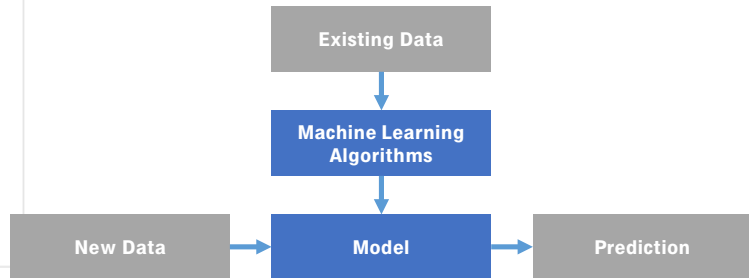 Existing Data
Machine Learning
Algorithms
New Data
Model
Prediction